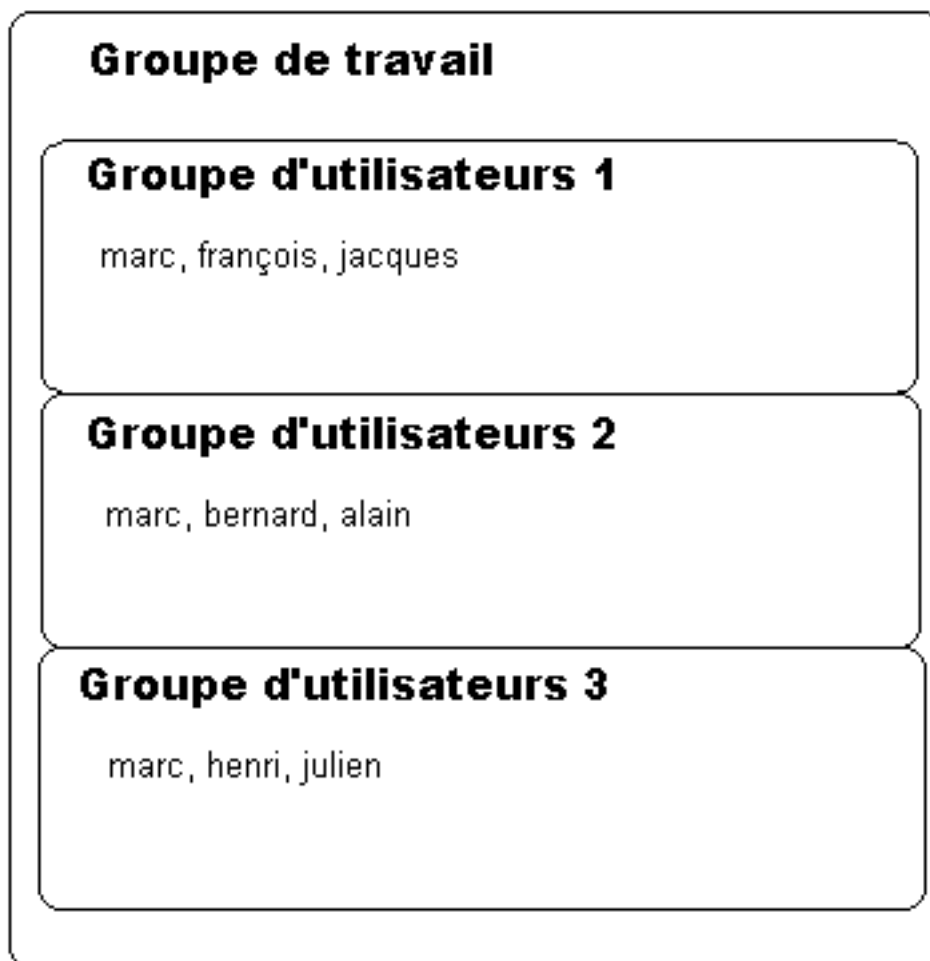 Groupe de travail
Groupe d'utilisateurs 1
marc, françois, jacques
Groupe d'utilisateurs 2
marc, bernard, alain
Groupe d'utilisateurs 3
marc, henri, julien